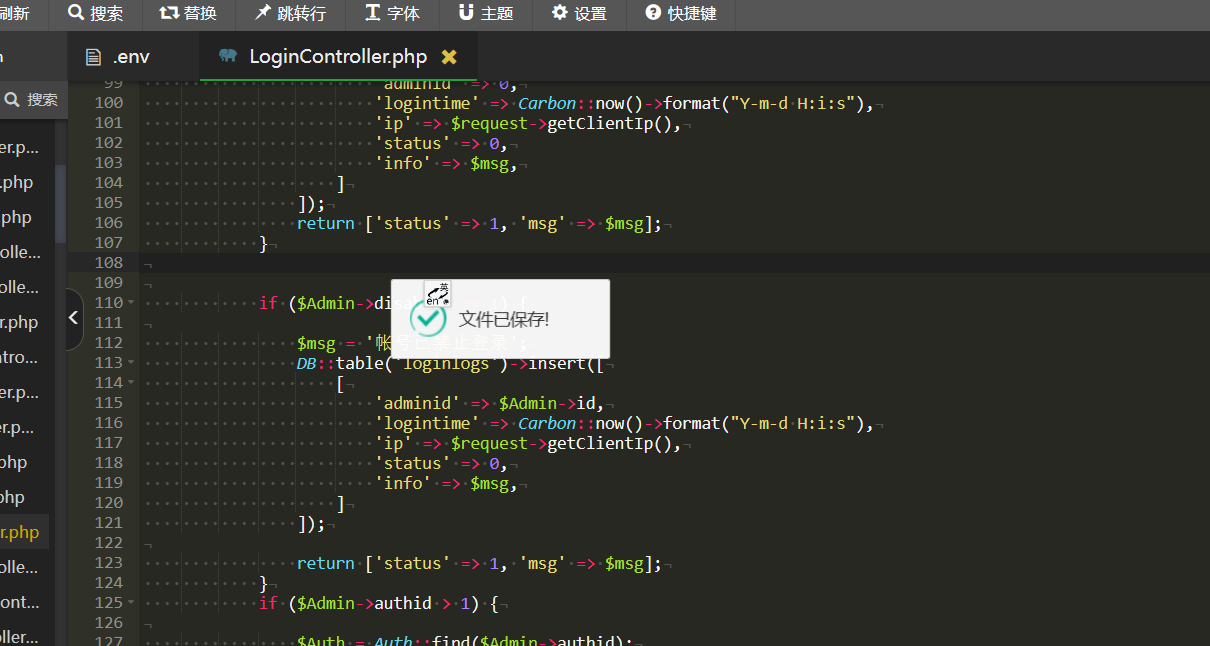 刷新 搜索 替换 跳转行 字体 主题 设置 快捷键
.env LoginController.php
搜索
99 'adminid' => 0,
100 'logintime' => Carbon::now()->format("Y-m-d H:i:s"),
101 'ip' => $request->getClientIp(),
102 'status' => 0,
103 'info' => $msg,
104 ]
105 ]);
106 return ['status' => 1, 'msg' => $msg];
107 }
108
109
110 if ($Admin->dis 1) {
111
文件已保存!
英
en
112 $msg = '帐号已禁止登录';
113 DB::table('loginlogs')->insert([
114 [
115 'adminid' => $Admin->id,
116 'logintime' => Carbon::now()->format("Y-m-d H:i:s"),
117 'ip' => $request->getClientIp(),
118 'status' => 0,
119 'info' => $msg,
120 ]
121 ]);
122
123 return ['status' => 1, 'msg' => $msg];
124 }
125 if ($Admin->authid > 1) {
126
127 $Auth = Auth::find($Admin->authid);
er.p...
.php
php
olle...
olle...
r.php
ntro...
er.p...
er.p...
php
php
r.php
olle...
ont...
oller...